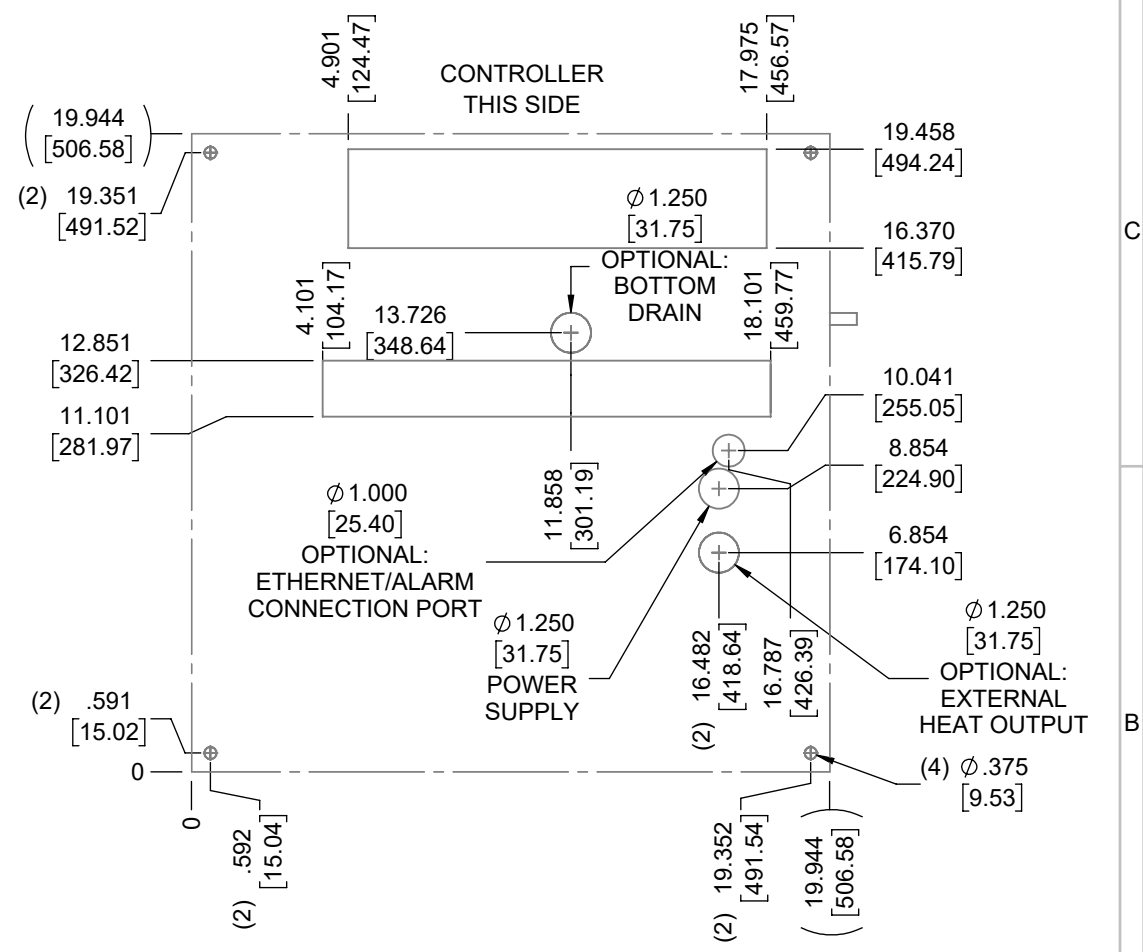 4.901
[124.47]
CONTROLLER
THIS SIDE
17.975
[456.57]
(19.944
[506.58])
(2) 19.351
[491.52]
19.458
[494.24]
Ø1.250
[31.75]
OPTIONAL:
BOTTOM
DRAIN
16.370
[415.79]
C
4.101
[104.17]
13.726
[348.64]
18.101
[459.77]
12.851
[326.42]
11.101
[281.97]
10.041
[255.05]
8.854
[224.90]
11.858
[301.19]
Ø1.000
[25.40]
OPTIONAL:
ETHERNET/ALARM
CONNECTION PORT
6.854
[174.10]
Ø1.250
[31.75]
POWER
SUPPLY
(2) 16.482
[418.64]
16.787
[426.39]
Ø1.250
[31.75]
OPTIONAL:
EXTERNAL
HEAT OUTPUT
B
(2) .591
[15.02]
0
0
(2) .592
[15.04]
(2) 19.352
[491.54]
(19.944
[506.58])
(4) Ø.375
[9.53]